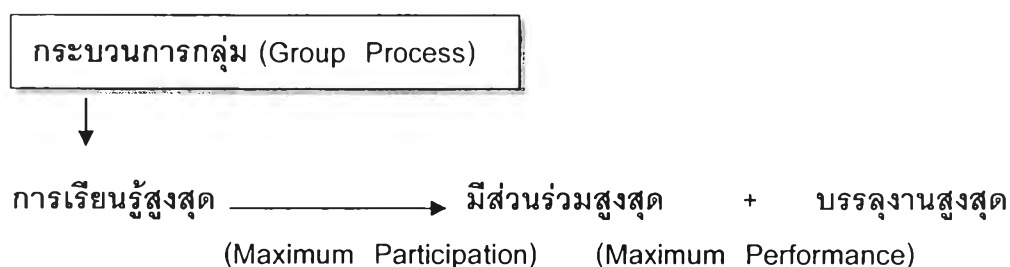 กระบวนการกลุ่ม (Group Process)
การเรียนรู้สูงสุด มีส่วนร่วมสูงสุด + บรรลุงานสูงสุด
(Maximum Participation) (Maximum Performance)